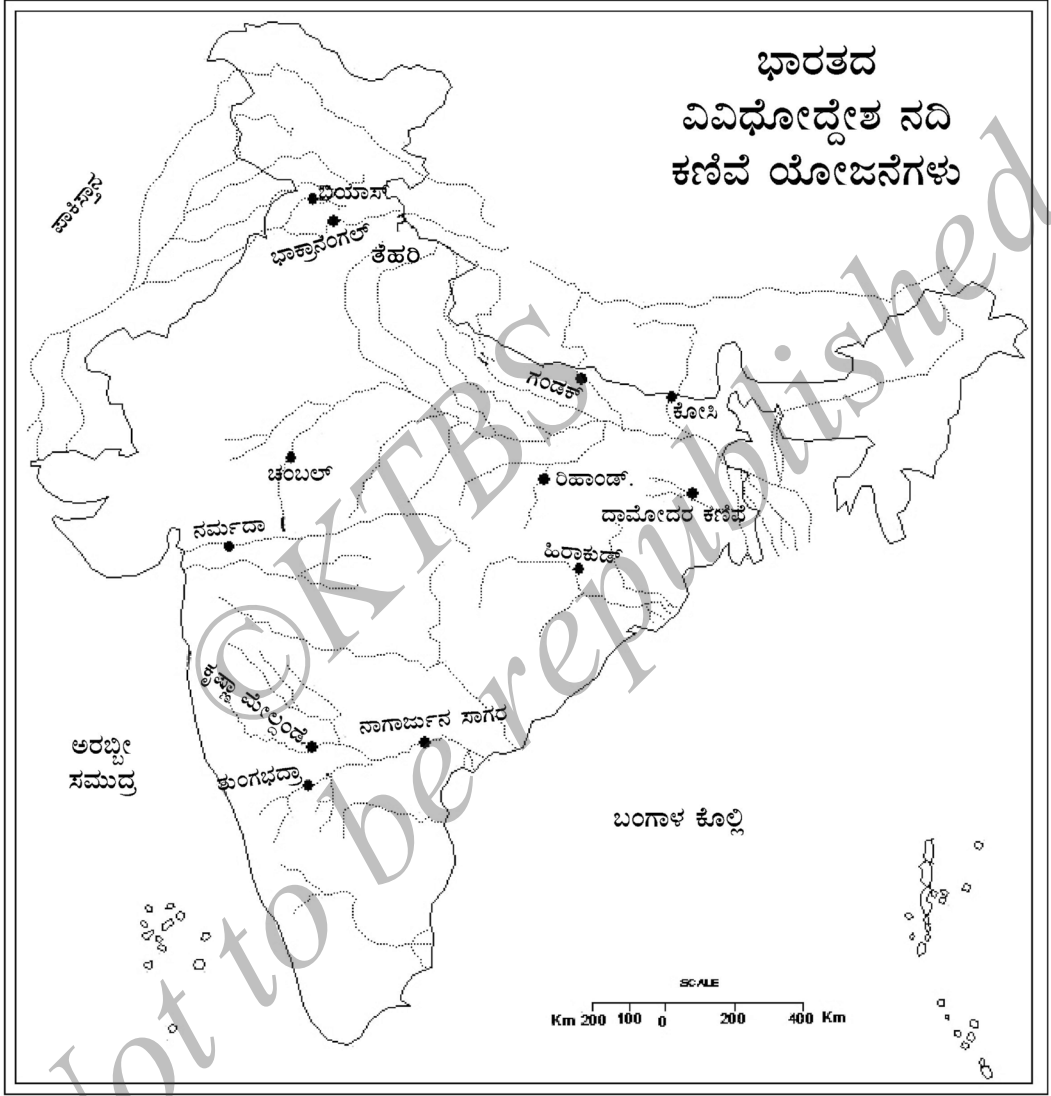 ಭಾರತದ
ವಿವಿಧೋದ್ದೇಶ ನದಿ
ಕಣಿವೆ ಯೋಜನೆಗಳು
ಪಾಕಿಸ್ತಾನ
ಬಿಯಾಸ್
ಭಾಕ್ರಾನಂಗಲ್
ತೆಹರಿ
ಗಂಡಕ್
ಕೋಸಿ
ಚಂಬಲ್
ರಿಹಾಂಡ್.
ದಾಮೋದರ ಕಣಿವೆ
ನರ್ಮದಾ
ಹಿರಾಕುಡ್
ಕೃಷ್ಣಾ ಮೇಲ್ದಂಡೆ
ನಾಗಾರ್ಜುನ ಸಾಗರ
ತುಂಗಭದ್ರಾ
ಅರಬ್ಬೀ
ಸಮುದ್ರ
ಬಂಗಾಳ ಕೊಲ್ಲಿ
SCALE
Km 200 100 0 200 400 Km
©KTBS
Not to be republished